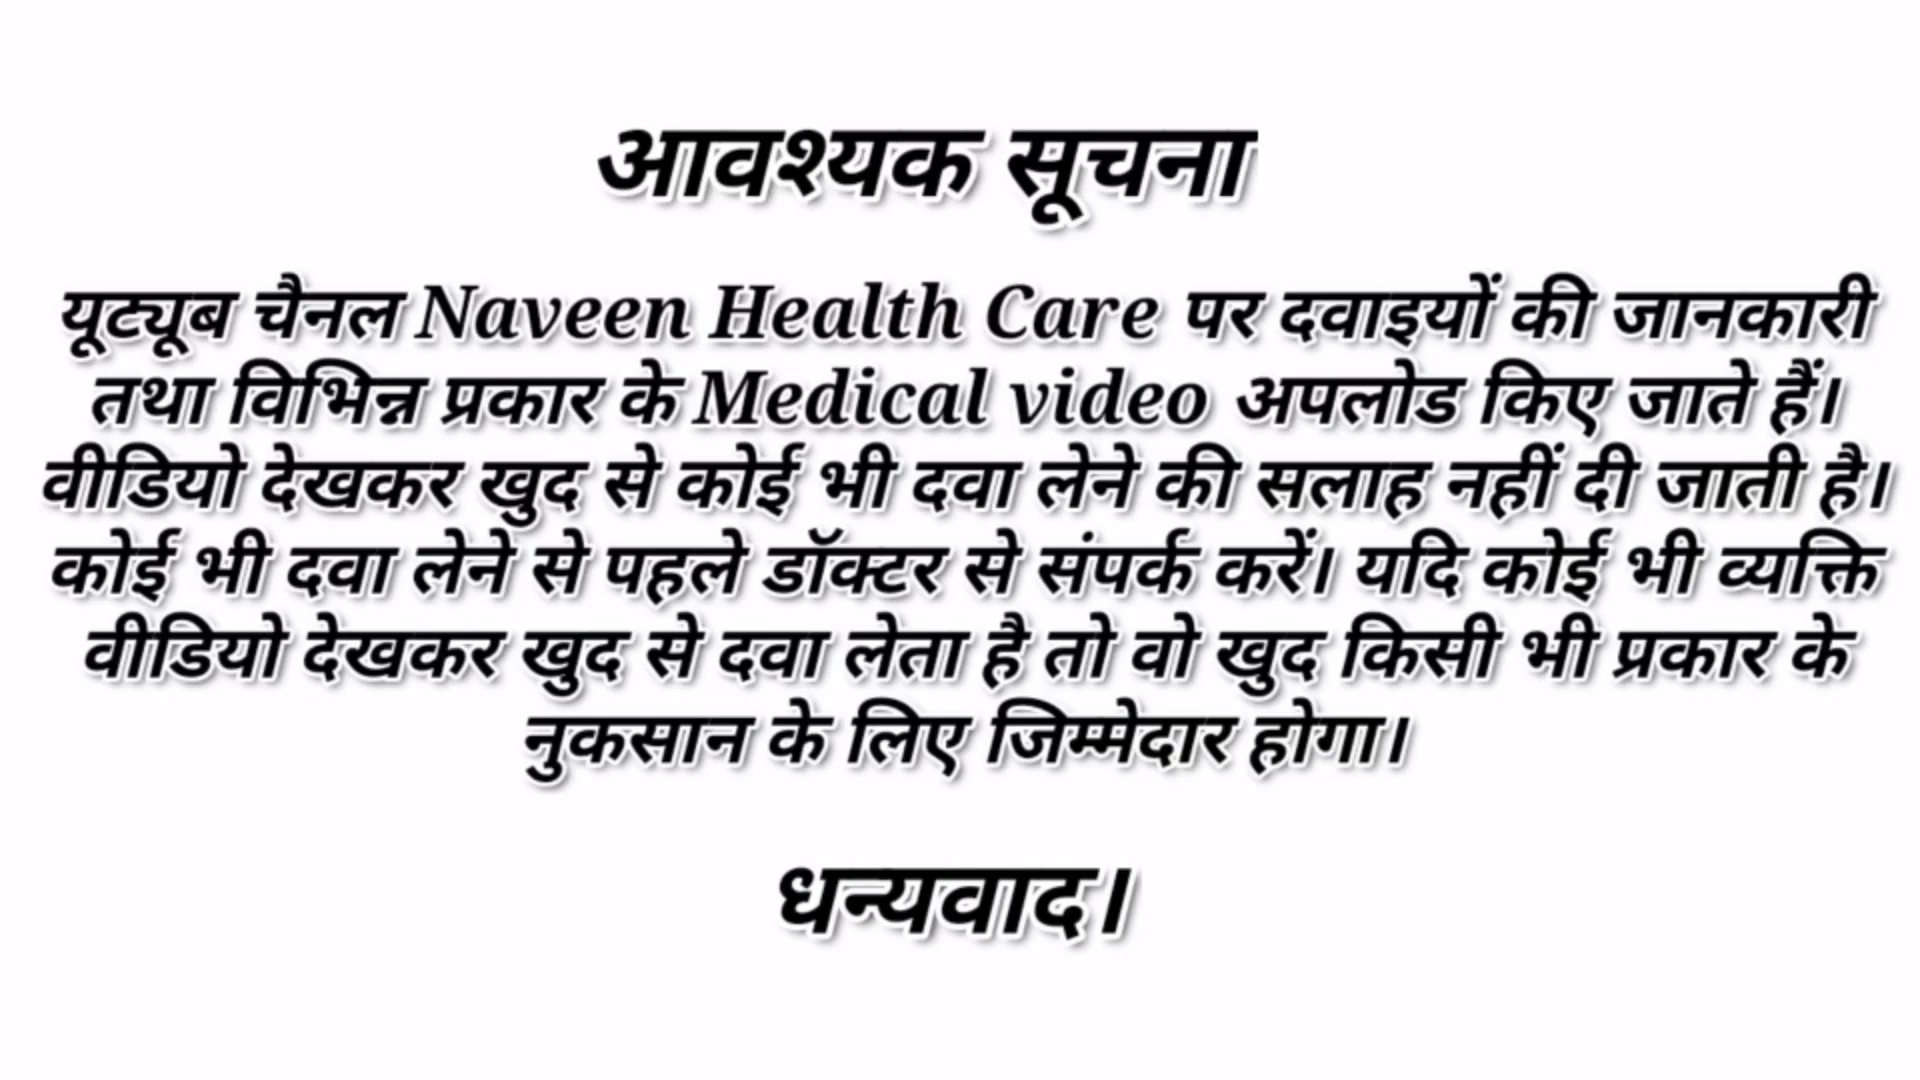 आवश्यक सूचना
यूट्यूब चैनल Naveen Health Care पर दवाइयों की जानकारी
तथा विभिन्न प्रकार के Medical video अपलोड किए जाते हैं।
वीडियो देखकर खुद से कोई भी दवा लेने की सलाह नहीं दी जाती है।
कोई भी दवा लेने से पहले डॉक्टर से संपर्क करें। यदि कोई भी व्यक्ति
वीडियो देखकर खुद से दवा लेता है तो वो खुद किसी भी प्रकार के
नुकसान के लिए जिम्मेदार होगा।
धन्यवाद।